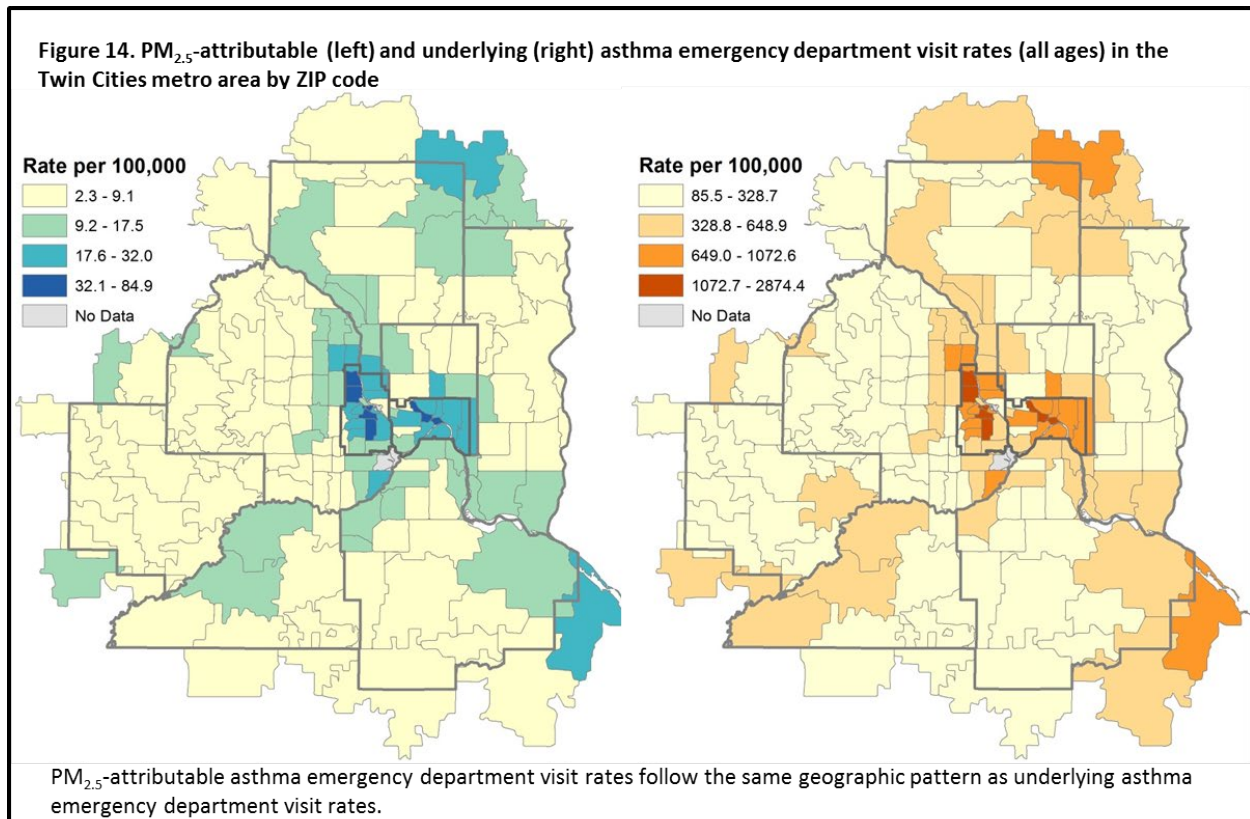 Figure 14. PM2.5-attributable (left) and underlying (right) asthma emergency department visit rates (all ages) in the
Twin Cities metro area by ZIP code
Rate per 100,000
2.3 - 9.1
9.2 - 17.5
17.6 - 32.0
32.1 - 84.9
No Data
Rate per 100,000
85.5 - 328.7
328.8 - 648.9
649.0 - 1072.6
1072.7 - 2874.4
No Data
PM2.5-attributable asthma emergency department visit rates follow the same geographic pattern as underlying asthma
emergency department visit rates.